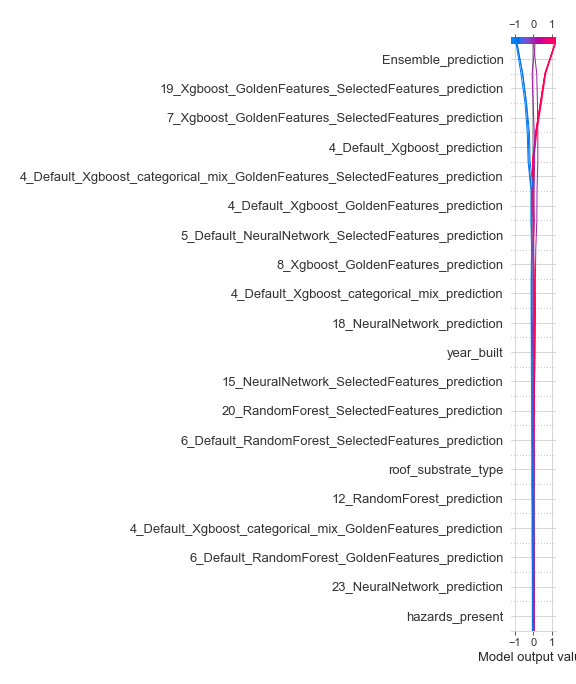 −1 0 1
Ensemble_prediction
19_Xgboost_GoldenFeatures_SelectedFeatures_prediction
7_Xgboost_GoldenFeatures_SelectedFeatures_prediction
4_Default_Xgboost_prediction
4_Default_Xgboost_categorical_mix_GoldenFeatures_SelectedFeatures_prediction
4_Default_Xgboost_GoldenFeatures_prediction
5_Default_NeuralNetwork_SelectedFeatures_prediction
8_Xgboost_GoldenFeatures_prediction
4_Default_Xgboost_categorical_mix_prediction
18_NeuralNetwork_prediction
year_built
15_NeuralNetwork_SelectedFeatures_prediction
20_RandomForest_SelectedFeatures_prediction
6_Default_RandomForest_SelectedFeatures_prediction
roof_substrate_type
12_RandomForest_prediction
4_Default_Xgboost_categorical_mix_GoldenFeatures_prediction
6_Default_RandomForest_GoldenFeatures_prediction
23_NeuralNetwork_prediction
hazards_present
−1 0 1
Model output valu